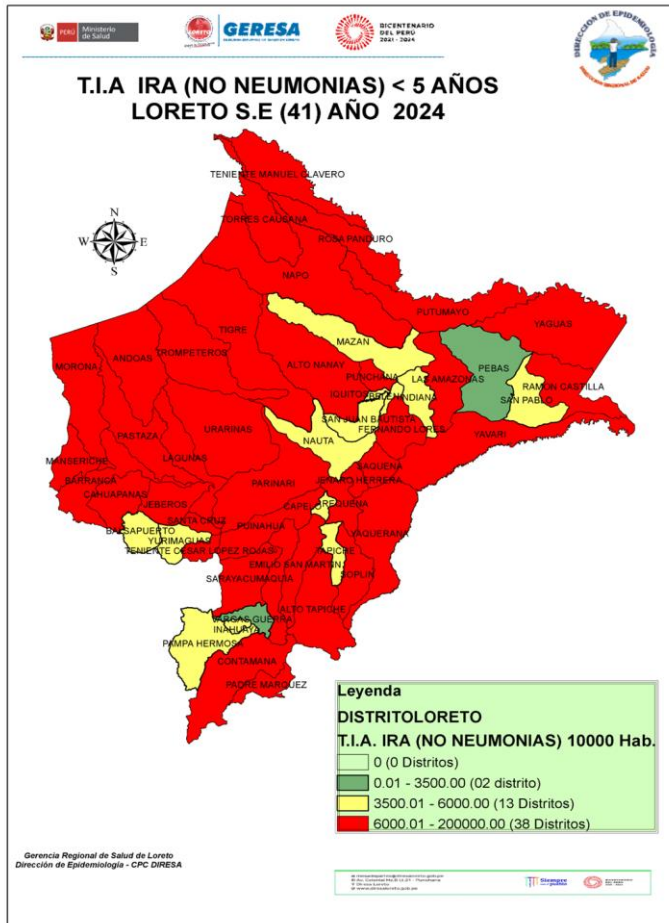 PERÚ Ministerio de Salud
GERESA
BICENTENARIO DEL PERÚ 2021 - 2024
DIRECCIÓN DE EPIDEMIOLOGÍA
T.I.A IRA (NO NEUMONIAS) < 5 AÑOS
LORETO S.E (41) AÑO 2024
N
W E
S
TENIENTE MANUEL CLAVERO
TORRES CAUSANA
ROSA PANDURO
NAPO
PUTUMAYO
YAGUAS
TIGRE
MAZAN
ANDOAS
TROMPETEROS
MORONA
ALTO NANAY
PEBAS
PUNCHANA
LAS AMAZONAS
RAMON CASTILLA
IQUITOS
BELEN
INDIANA
SAN PABLO
SAN JUAN BAUTISTA
FERNANDO LORES
URARINAS
YAVARI
PASTAZA
NAUTA
LAGUNAS
MANSERICHE
SAQUENA
BARRANCA
PARINARI
JENARO HERRERA
CAHUAPANAS
JEBEROS
CAPELO
REQUENA
SANTA CRUZ
PUINAHUA
BALSAPUERTO
YAQUERANA
YURIMAGUAS
TENIENTE CESAR LOPEZ ROJAS
TAPICHE
EMILIO SAN MARTIN
SOPLIN
SARAYACU
MAQUIA
ALTO TAPICHE
VARGAS GUERRA
INAHUAYA
PAMPA HERMOSA
CONTAMANA
PADRE MARQUEZ
Leyenda
DISTRITOLORETO
T.I.A. IRA (NO NEUMONIAS) 10000 Hab.
0 (0 Distritos)
0.01 - 3500.00 (02 distrito)
3500.01 - 6000.00 (13 Distritos)
6000.01 - 200000.00 (38 Distritos)
Gerencia Regional de Salud de Loreto
Dirección de Epidemiología - CPC DIRESA
Siempre con el pueblo